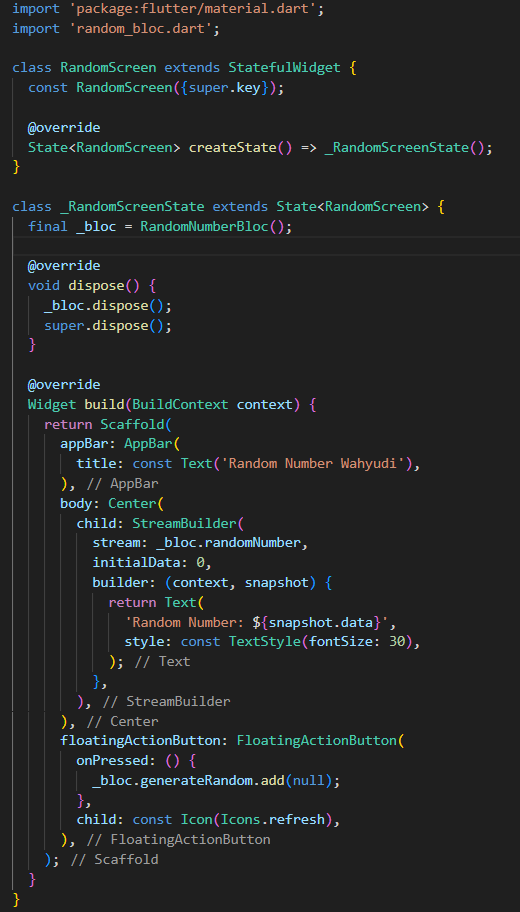 import 'package:flutter/material.dart';
import 'random_bloc.dart';

class RandomScreen extends StatefulWidget {
  const RandomScreen({super.key});

  @override
  State<RandomScreen> createState() => _RandomScreenState();
}

class _RandomScreenState extends State<RandomScreen> {
  final _bloc = RandomNumberBloc();

  @override
  void dispose() {
    _bloc.dispose();
    super.dispose();
  }

  @override
  Widget build(BuildContext context) {
    return Scaffold(
      appBar: AppBar(
        title: const Text('Random Number Wahyudi'),
      ), // AppBar
      body: Center(
        child: StreamBuilder(
          stream: _bloc.randomNumber,
          initialData: 0,
          builder: (context, snapshot) {
            return Text(
              'Random Number: ${snapshot.data}',
              style: const TextStyle(fontSize: 30),
            ); // Text
          },
        ), // StreamBuilder
      ), // Center
      floatingActionButton: FloatingActionButton(
        onPressed: () {
          _bloc.generateRandom.add(null);
        },
        child: const Icon(Icons.refresh),
      ), // FloatingActionButton
    ); // Scaffold
  }
}